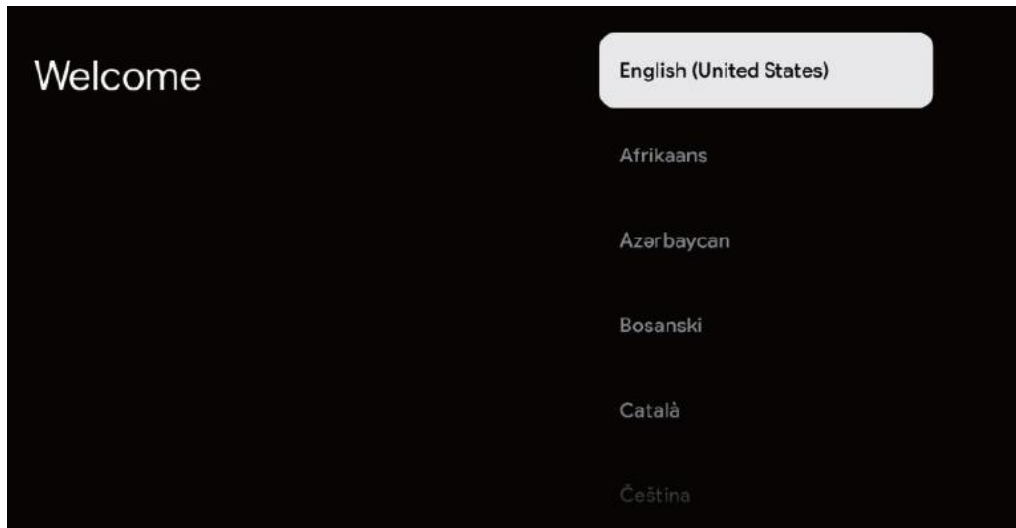 Welcome
English (United States)
Afrikaans
Azərbaycan
Bosanski
Català
Čeština